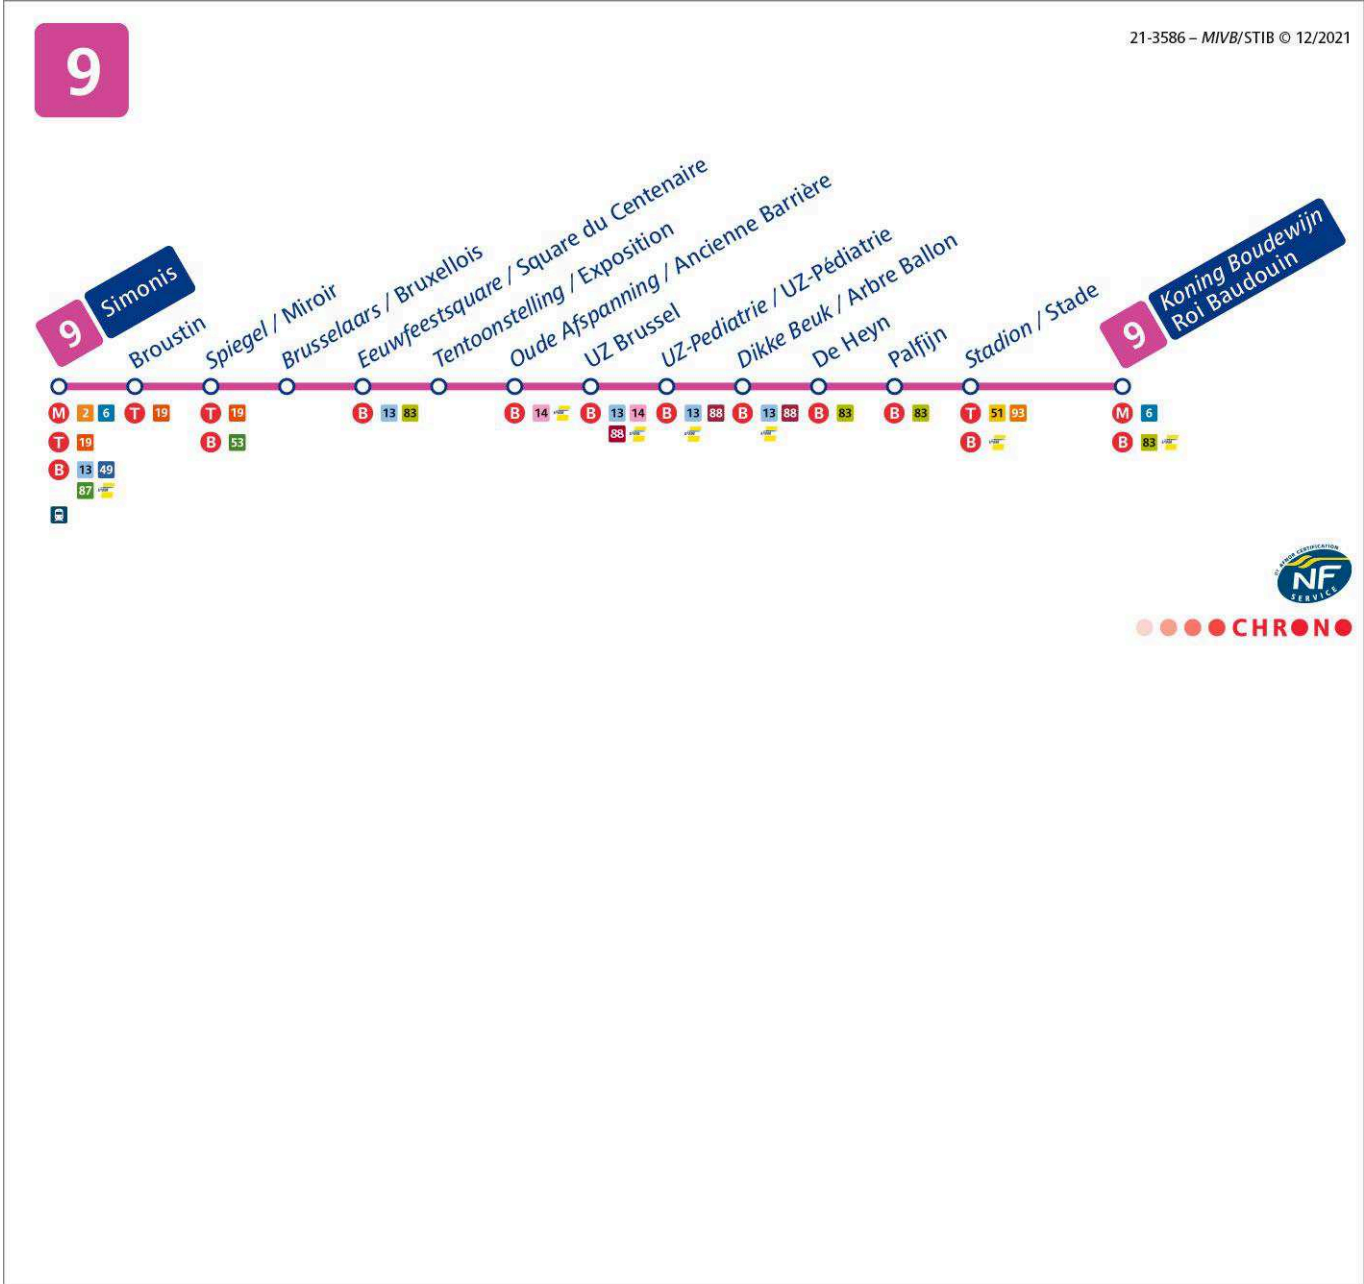 9
21-3586 – MIVB/STIB © 12/2021
9 Simonis
Broustin
Spiegel / Miroir
Brusselaars / Bruxellois
Eeuwfeestsquare / Square du Centenaire
Tentoonstelling / Exposition
Oude Afspanning / Ancienne Barrière
UZ Brussel
UZ-Pediatrie / UZ-Pédiatrie
Dikke Beuk / Arbre Ballon
De Heyn
Palfijn
Stadion / Stade
9 Koning Boudewijn
Roi Baudouin
M 2 6
T 19
B 13 49
87
T 19
T 19
B 53
B 13 83
B 14
B 13 14
88
B 13 88
B 13 88
B 83
B 83
T 51 93
B
M 6
B 83
AFNOR CERTIFICATION
NF
SERVICE
CHRONO